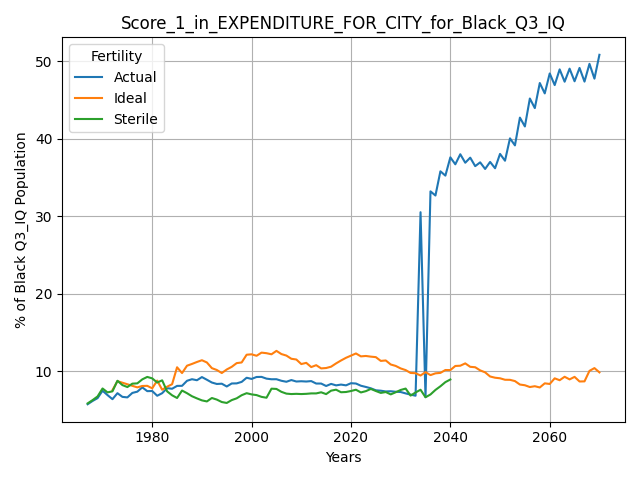 Score_1_in_EXPENDITURE_FOR_CITY_for_Black_Q3_IQ
Fertility
Actual
Ideal
Sterile
% of Black Q3_IQ Population
50
40
30
20
10
1980 2000 2020 2040 2060
Years